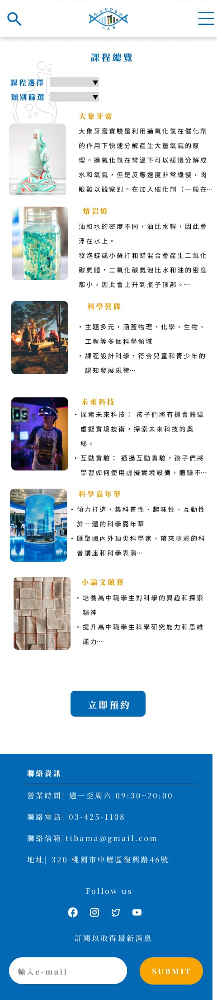 WONDER
LAB
課程總覽
課程選擇
類別篩選
大象牙膏
大象牙膏實驗是利用過氧化氫在催化劑
的作用下快速分解產生大量氧氣的原
理。過氧化氫在常溫下可以緩慢分解成
水和氧氣，但是反應速度非常緩慢，肉
眼難以觀察到。在加入催化劑（一般在…
熔岩燈
油和水的密度不同，油比水輕，因此會
浮在水上。
發泡錠或小蘇打和醋混合會產生二氧化
碳氣體，二氧化碳氣泡比水和油的密度
都小，因此會上升到瓶子顶部。…
科學營隊
・主題多元，涵蓋物理、化學、生物、
工程等多個科學領域
・課程設計科學，符合兒童和青少年的
認知發展規律…
未來科技
・探索未來科技： 孩子們將有機會體驗
虛擬實境技術，探索未來科技的奧
秘。
・互動實驗： 通過互動實驗，孩子們將
學習如何使用虛擬實境設備，體驗不…
科學嘉年華
・傾力打造，集科普性、趣味性、互動性
於一體的科學嘉年華
・匯聚國內外頂尖科學家，帶來精彩的科
普講座和科學表演…
小論文競賽
・培養高中職學生對科學的興趣和探索
精神
・提升高中職學生科學研究能力和思維
能力…
立即預約
聯絡資訊
營業時間| 週一至周六 09:30~20:00
聯絡電話| 03-425-1108
聯絡信箱|tibama@gmail.com
地址| 320 桃園市中壢區復興路46號
Follow us
訂閱以取得最新消息
輸入e-mail
SUBMIT